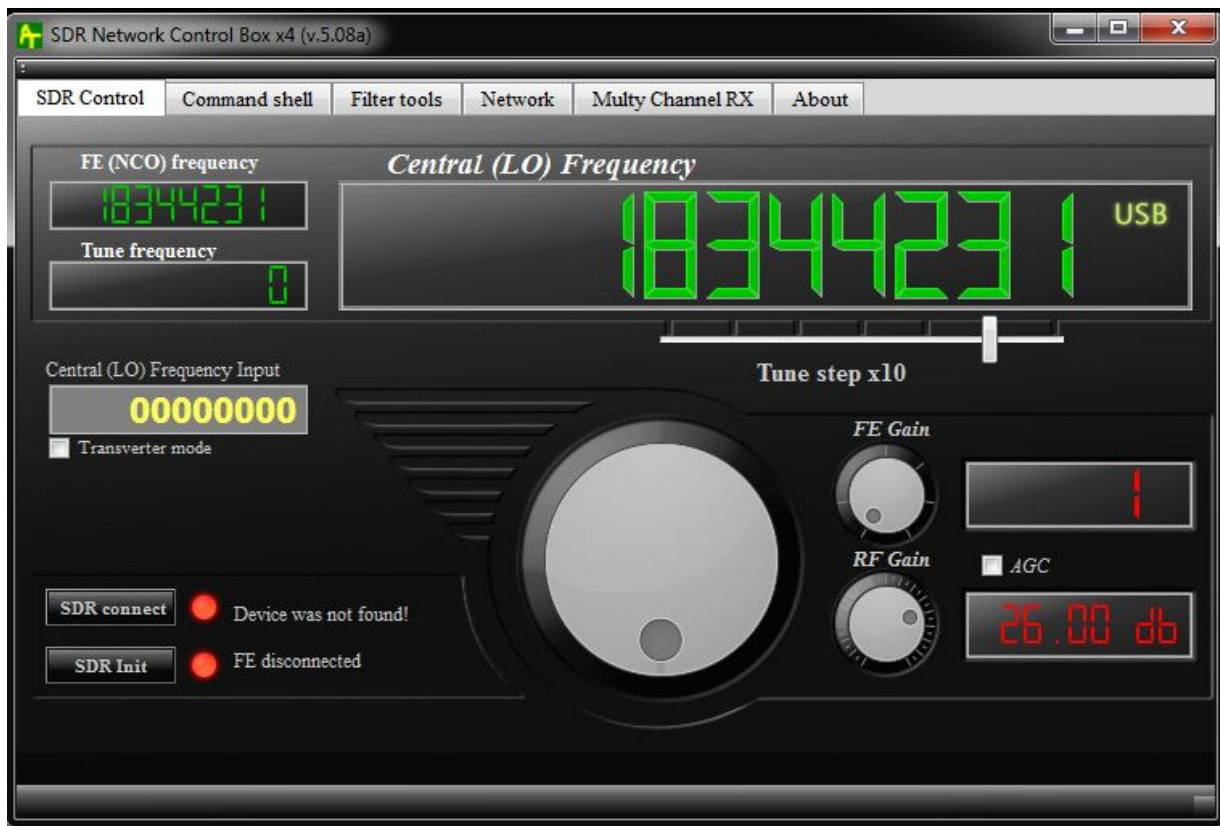 SDR Network Control Box x4 (v.5.08a)
SDR Control Command shell Filter tools Network Multy Channel RX About
FE (NCO) frequency
18344231
Tune frequency
0
Central (LO) Frequency
18344231
USB
Tune step x10
Central (LO) Frequency Input
00000000
Transverter mode
FE Gain
1
RF Gain
AGC
26.00 db
SDR connect
Device was not found!
SDR Init
FE disconnected